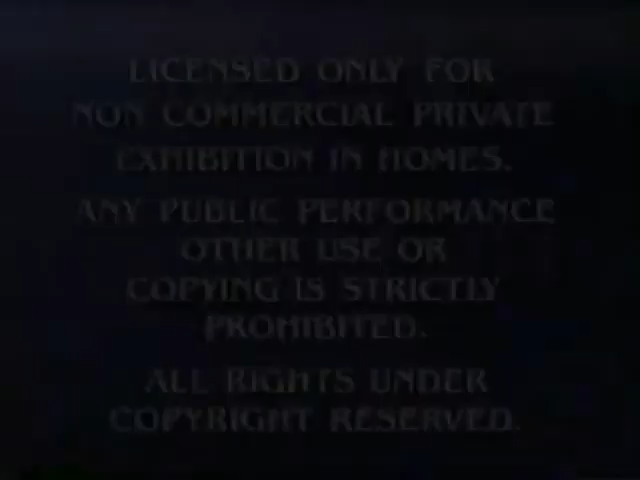 LICENSED ONLY FOR
NON COMMERCIAL PRIVATE
EXHIBITION IN HOMES.
ANY PUBLIC PERFORMANCE
OTHER USE OR
COPYING IS STRICTLY
PROHIBITED.
ALL RIGHTS UNDER
COPYRIGHT RESERVED.